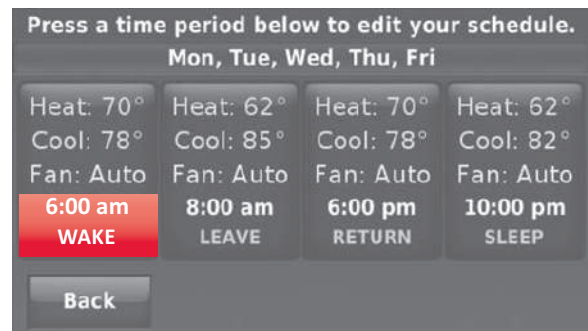 Press a time period below to edit your schedule.
Mon, Tue, Wed, Thu, Fri
Heat: 70° Heat: 62° Heat: 70° Heat: 62°
Cool: 78° Cool: 85° Cool: 78° Cool: 82°
Fan: Auto Fan: Auto Fan: Auto Fan: Auto
6:00 am 8:00 am 6:00 pm 10:00 pm
WAKE LEAVE RETURN SLEEP
Back